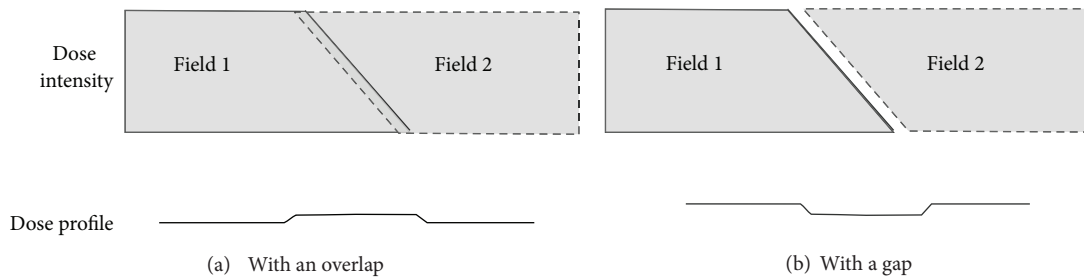 Dose
intensity
Field 1
Field 2
Field 1
Field 2
Dose profile
(a) With an overlap
(b) With a gap